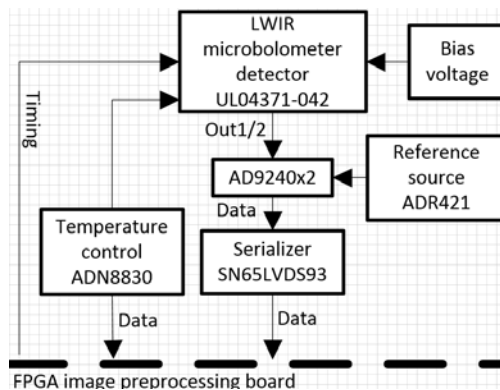 LWIR
microbolometer
detector
UL04371-042
Bias
voltage
Timing
Out1/2
AD9240x2
Reference
source
ADR421
Data
Temperature
control
ADN8830
Serializer
SN65LVDS93
Data
Data
FPGA image preprocessing board